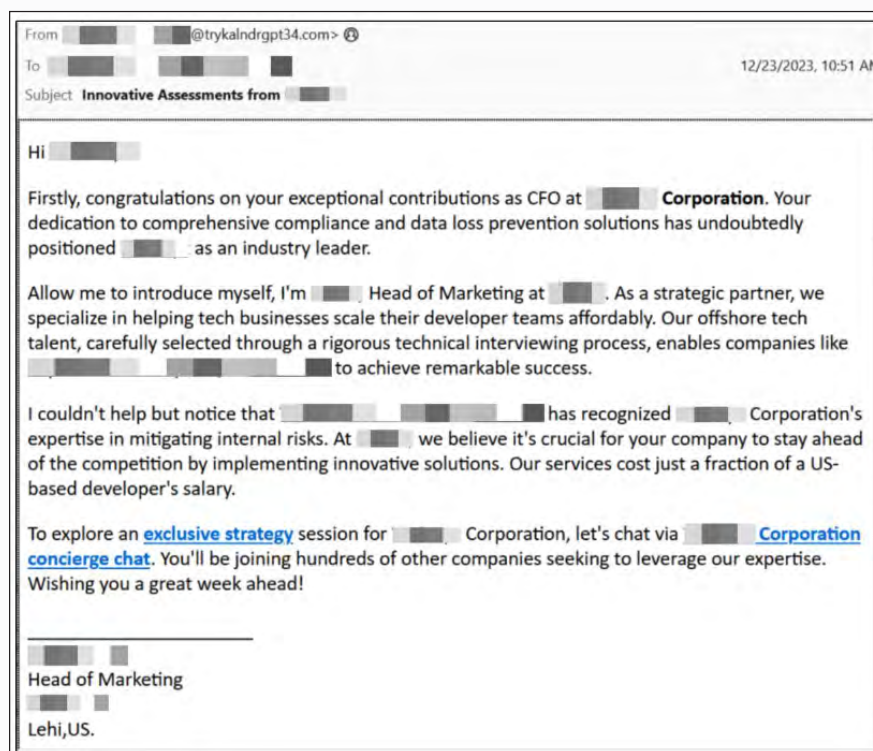 From @trykalndrgpt34.com>
To 12/23/2023, 10:51 AM
Subject Innovative Assessments from
Hi
Firstly, congratulations on your exceptional contributions as CFO at Corporation. Your
dedication to comprehensive compliance and data loss prevention solutions has undoubtedly
positioned as an industry leader.
Allow me to introduce myself, I'm Head of Marketing at . As a strategic partner, we
specialize in helping tech businesses scale their developer teams affordably. Our offshore tech
talent, carefully selected through a rigorous technical interviewing process, enables companies like
to achieve remarkable success.
I couldn't help but notice that has recognized Corporation's
expertise in mitigating internal risks. At we believe it's crucial for your company to stay ahead
of the competition by implementing innovative solutions. Our services cost just a fraction of a US-
based developer's salary.
To explore an exclusive strategy session for Corporation, let's chat via Corporation
concierge chat. You'll be joining hundreds of other companies seeking to leverage our expertise.
Wishing you a great week ahead!
Head of Marketing
Lehi,US.